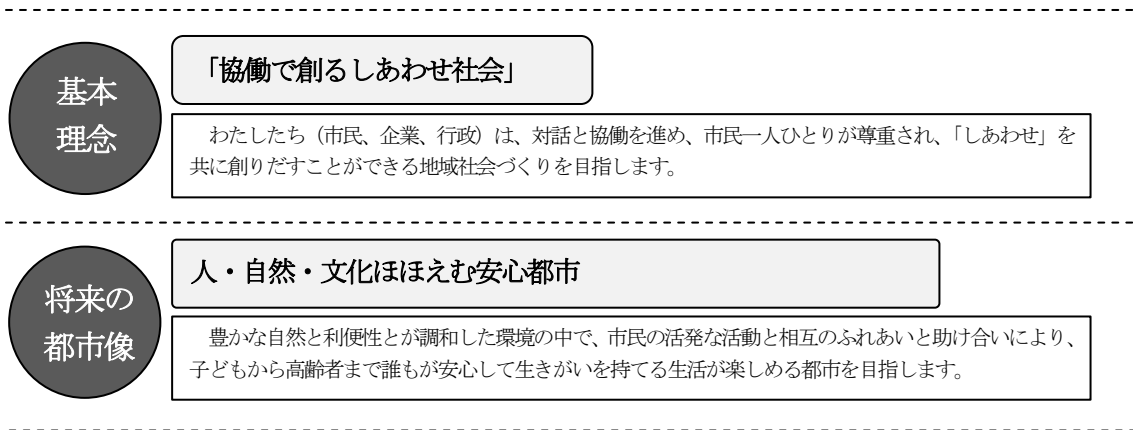 基本
理念
「協働で創るしあわせ社会」
わたしたち（市民、企業、行政）は、対話と協働を進め、市民一人ひとりが尊重され、「しあわせ」を
共に創りだすことができる地域社会づくりを目指します。
将来の
都市像
人・自然・文化ほほえむ安心都市
豊かな自然と利便性とが調和した環境の中で、市民の活発な活動と相互のふれあいと助け合いにより、
子どもから高齢者まで誰もが安心して生きがいを持てる生活が楽しめる都市を目指します。